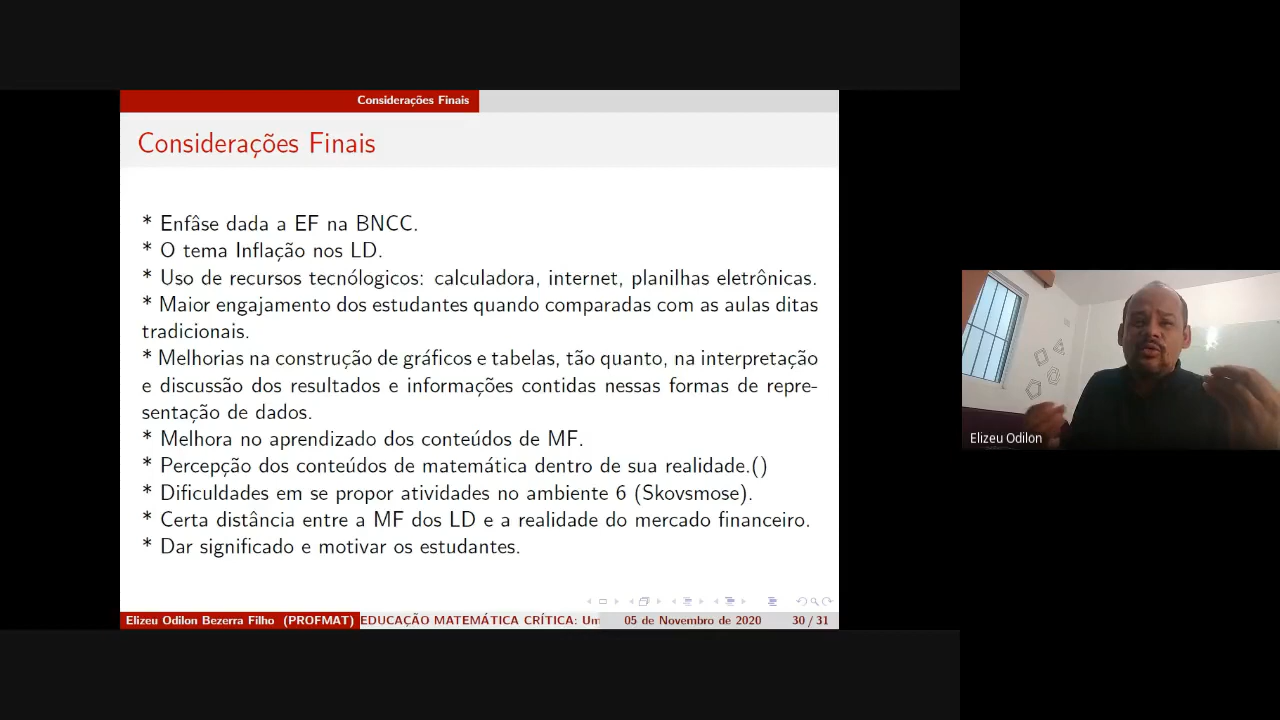 Considerações Finais
Considerações Finais
* Enfâse dada a EF na BNCC.
* O tema Inflação nos LD.
* Uso de recursos tecnólogicos: calculadora, internet, planilhas eletrônicas.
* Maior engajamento dos estudantes quando comparadas com as aulas ditas
tradicionais.
* Melhorias na construção de gráficos e tabelas, tão quanto, na interpretação
e discussão dos resultados e informações contidas nessas formas de repre-
sentação de dados.
* Melhora no aprendizado dos conteúdos de MF.
* Percepção dos conteúdos de matemática dentro de sua realidade.()
* Dificuldades em se propor atividades no ambiente 6 (Skovsmose).
* Certa distância entre a MF dos LD e a realidade do mercado financeiro.
* Dar significado e motivar os estudantes.
Elizeu Odilon Bezerra Filho (PROFMAT) EDUCAÇÃO MATEMÁTICA CRÍTICA: Um 05 de Novembro de 2020 30 / 31
Elizeu Odilon